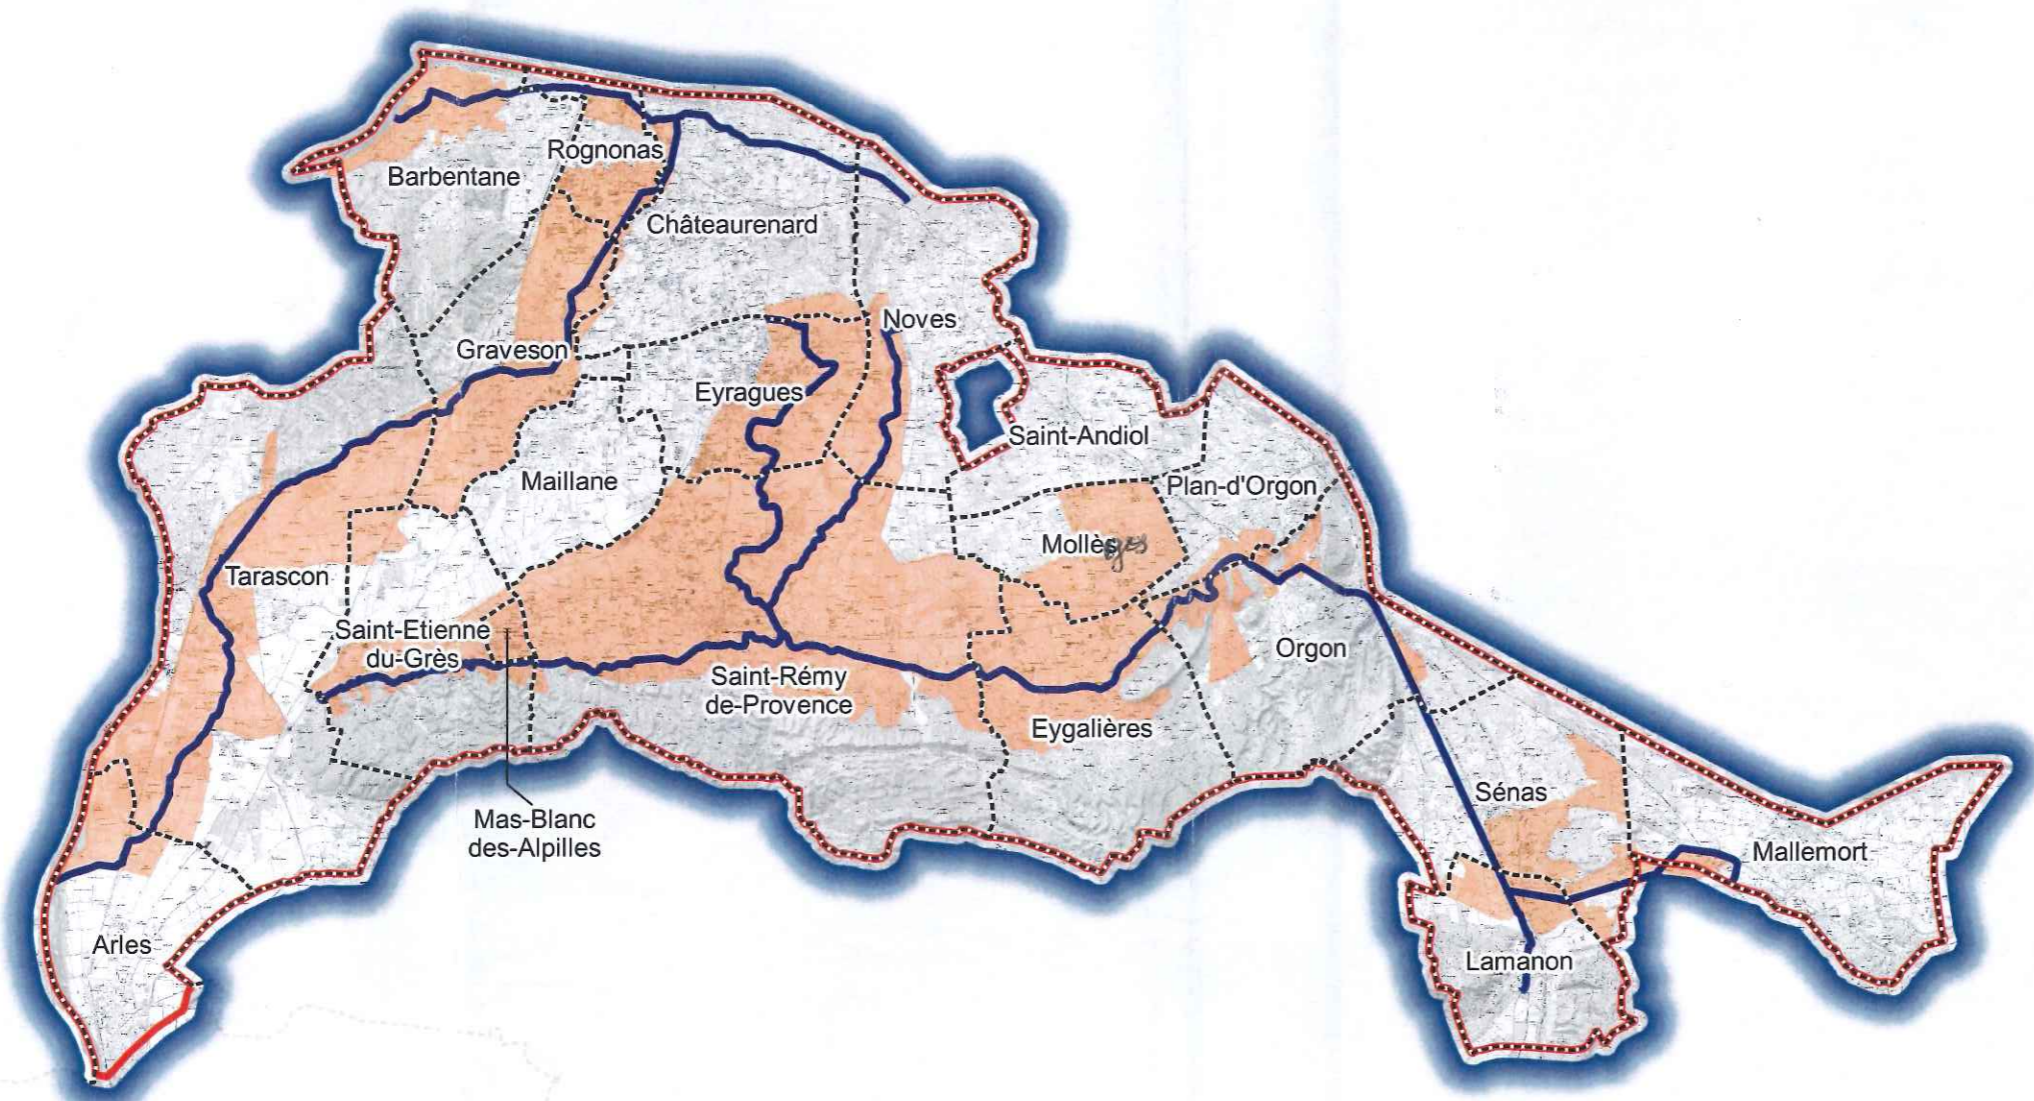 Rognonas
Barbentane
Châteaurenard
Noves
Graveson
Eyragues
Saint-Andiol
Maillane
Plan-d'Orgon
Mollèges
Tarascon
Saint-Etienne
du-Grès
Orgon
Saint-Rémy
de-Provence
Eygalières
Sénas
Mas-Blanc
des-Alpilles
Mallemort
Arles
Lamanon